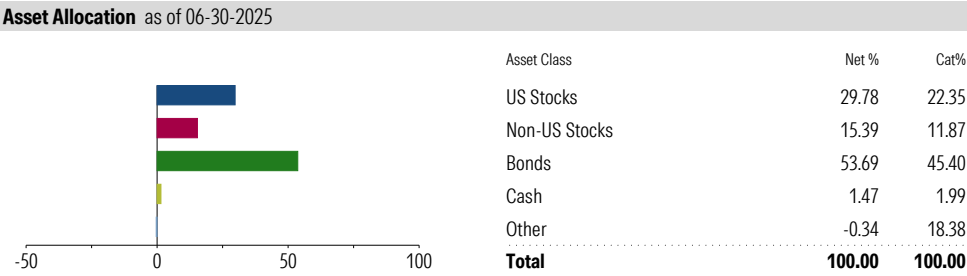 Asset Allocation as of 06-30-2025
Asset Class Net % Cat%
US Stocks 29.78 22.35
Non-US Stocks 15.39 11.87
Bonds 53.69 45.40
Cash 1.47 1.99
Other -0.34 18.38
-50 0 50 100
Total 100.00 100.00